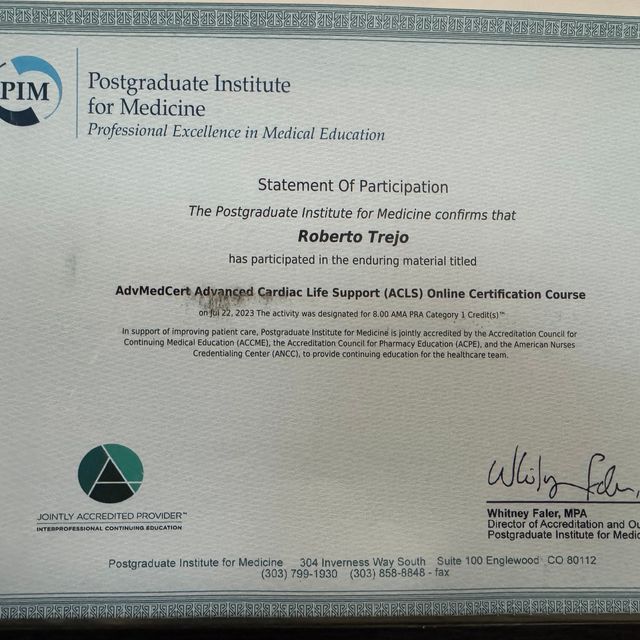 PIM
Postgraduate Institute
for Medicine
Professional Excellence in Medical Education
Statement Of Participation
The Postgraduate Institute for Medicine confirms that
Roberto Trejo
has participated in the enduring material titled
AdvMedCert Advanced Cardiac Life Support (ACLS) Online Certification Course
on Jul 22, 2023 The activity was designated for 8.00 AMA PRA Category 1 Credit(s)™
In support of improving patient care, Postgraduate Institute for Medicine is jointly accredited by the Accreditation Council for
Continuing Medical Education (ACCME), the Accreditation Council for Pharmacy Education (ACPE), and the American Nurses
Credentialing Center (ANCC), to provide continuing education for the healthcare team.
JOINTLY ACCREDITED PROVIDER™
INTERPROFESSIONAL CONTINUING EDUCATION
Whitney Faler, MPA
Director of Accreditation and Ou
Postgraduate Institute for Medic
Postgraduate Institute for Medicine 304 Inverness Way South Suite 100 Englewood CO 80112
(303) 799-1930 (303) 858-8848 - fax